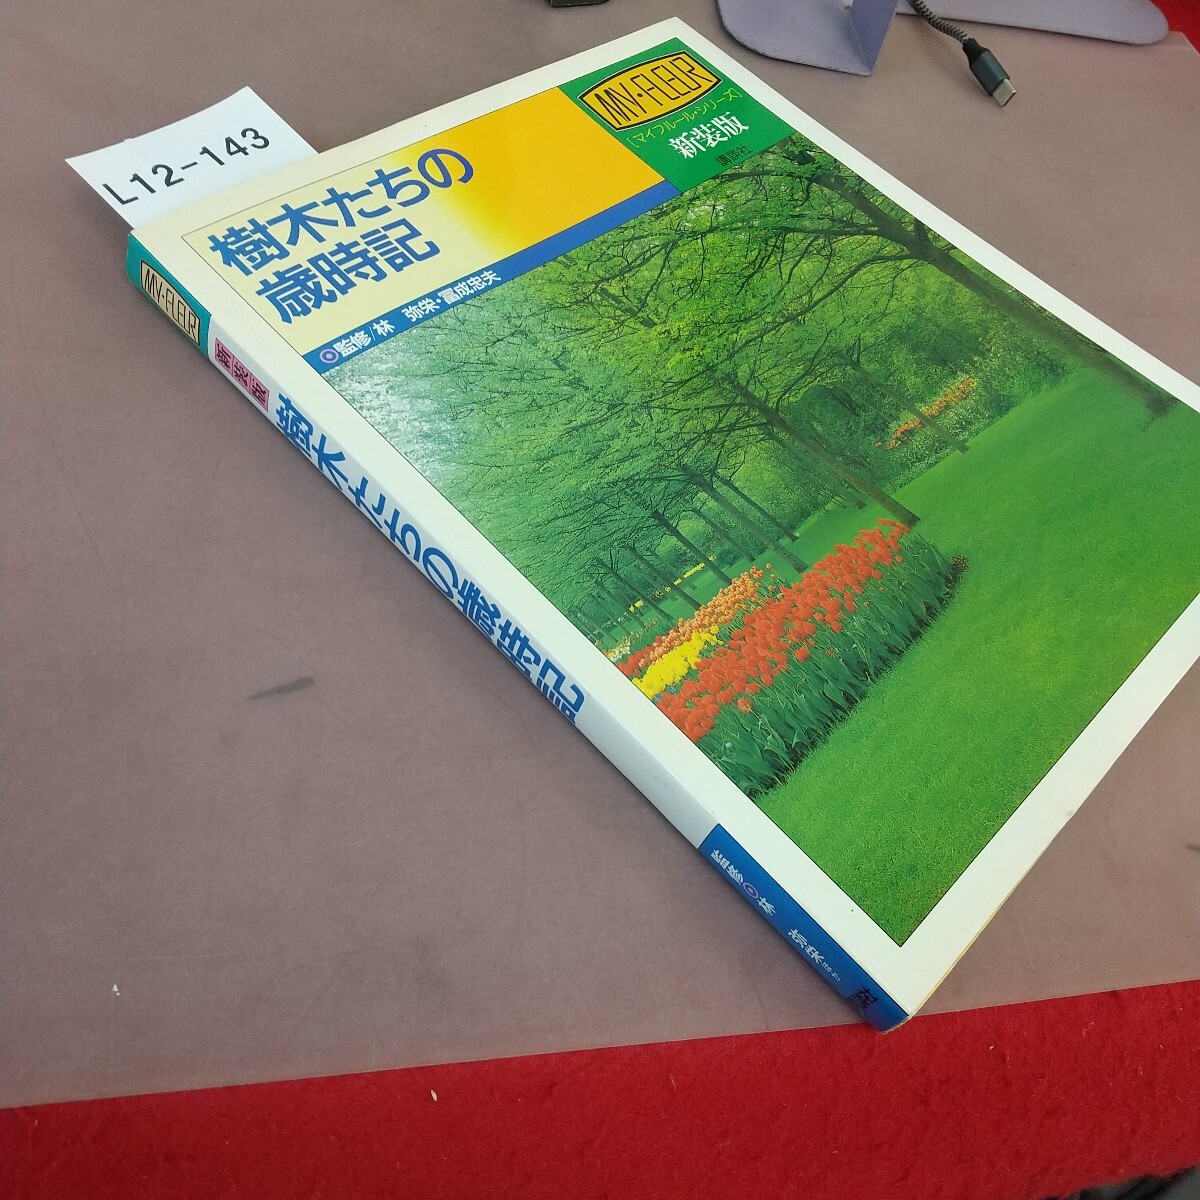 L12-143
MY・FLEUR
[マイフルール・シリーズ]
新装版
講談社
樹木たちの
歳時記
監修/林 弥栄・冨成忠夫
MY・FLEUR
新装版
樹木たちの歳時記
監修 林 弥栄ほか